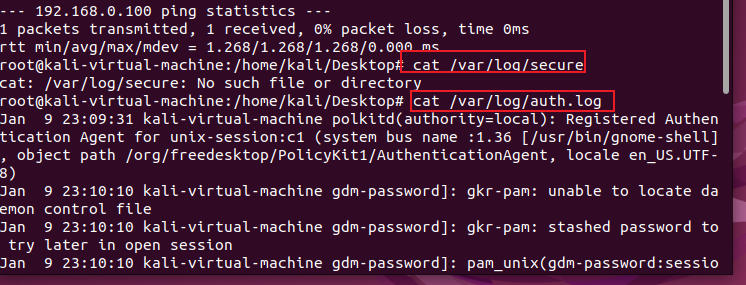 --- 192.168.0.100 ping statistics ---
1 packets transmitted, 1 received, 0% packet loss, time 0ms
rtt min/avg/max/mdev = 1.268/1.268/1.268/0.000 ms
root@kali-virtual-machine:/home/kali/Desktop# cat /var/log/secure
cat: /var/log/secure: No such file or directory
root@kali-virtual-machine:/home/kali/Desktop# cat /var/log/auth.log
Jan  9 23:09:31 kali-virtual-machine polkitd(authority=local): Registered Authen
tication Agent for unix-session:c1 (system bus name :1.36 [/usr/bin/gnome-shell]
, object path /org/freedesktop/PolicyKit1/AuthenticationAgent, locale en_US.UTF-
8)
Jan  9 23:10:10 kali-virtual-machine gdm-password]: gkr-pam: unable to locate da
emon control file
Jan  9 23:10:10 kali-virtual-machine gdm-password]: gkr-pam: stashed password to
 try later in open session
Jan  9 23:10:10 kali-virtual-machine gdm-password]: pam_unix(gdm-password:sessio